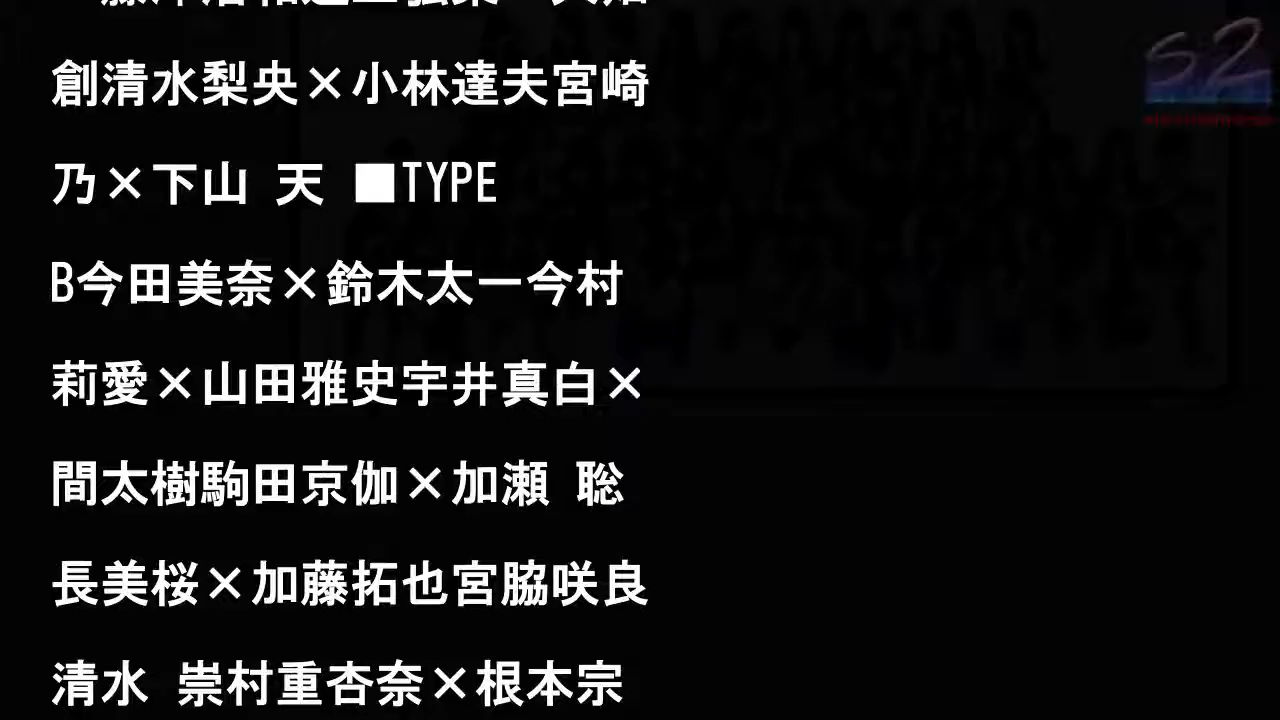 創清水梨央×小林達夫宮崎
乃×下山 天 ■TYPE
B今田美奈×鈴木太一今村
莉愛×山田雅史宇井真白×
間太樹駒田京伽×加瀬 聡
長美桜×加藤拓也宮脇咲良
清水 崇村重杏奈×根本宗
S2